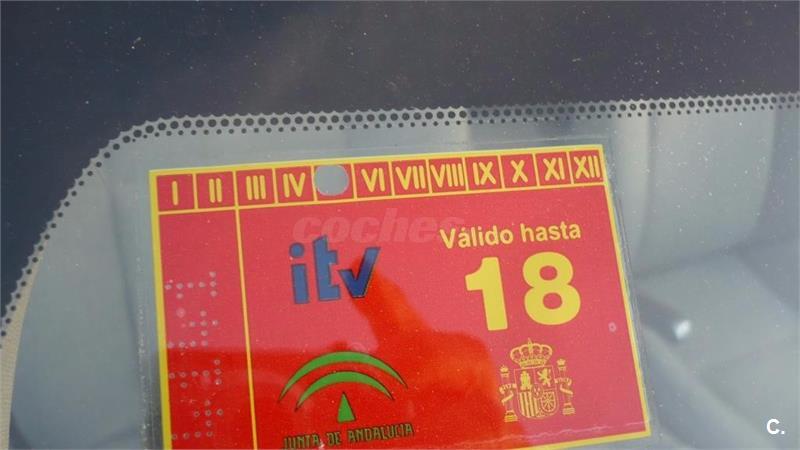 I II III IV VI VII VIII IX X XI XII
coches
Válido hasta
itv
18
JUNTA DE ANDALUCIA
C.